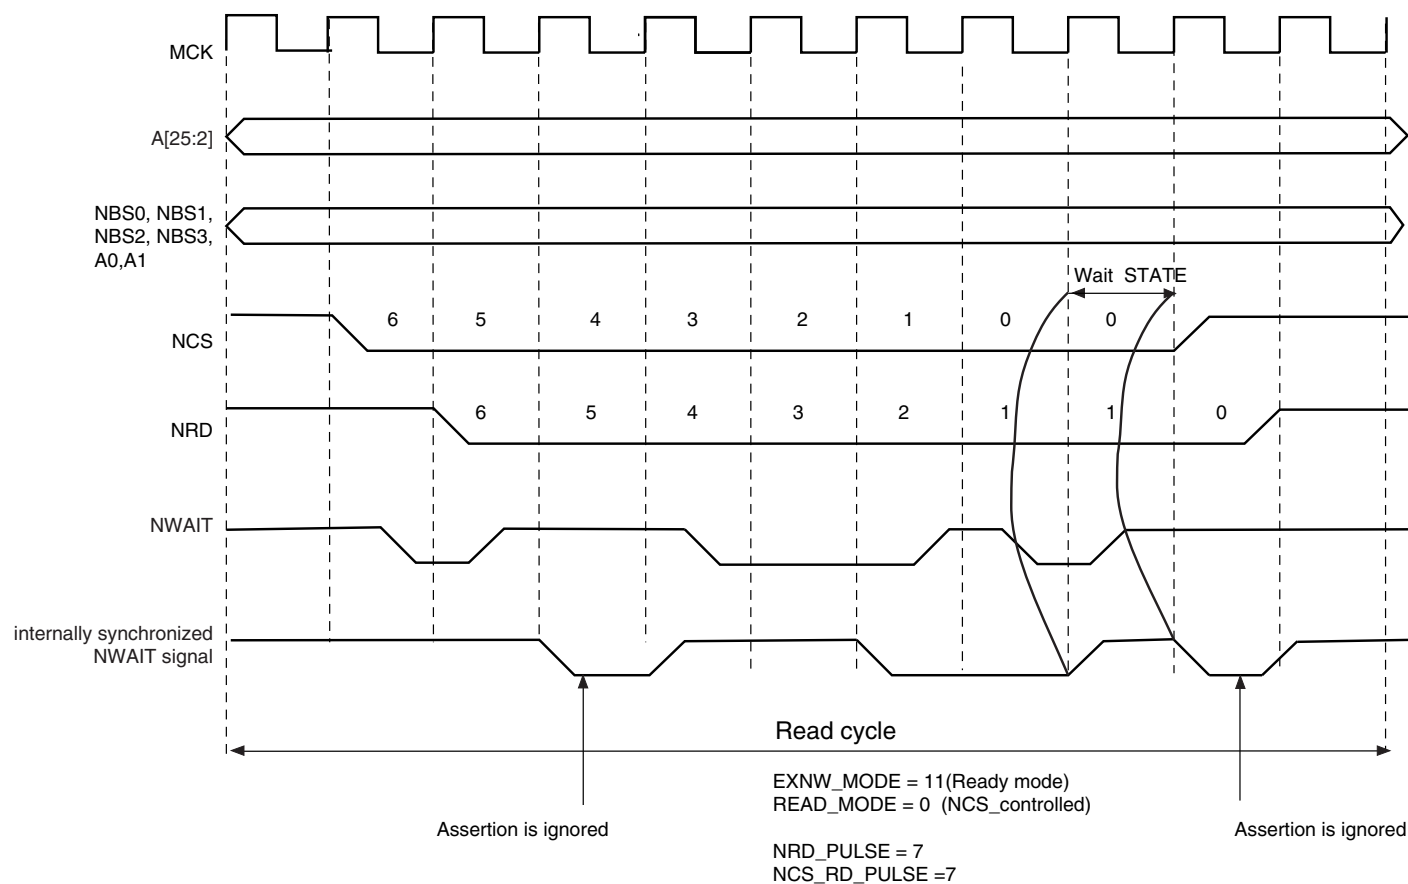 MCK
A[25:2]
NBS0, NBS1,
NBS2, NBS3,
A0,A1
Wait STATE
NCS
6 5 4 3 2 1 0 0
NRD
6 5 4 3 2 1 1 0
NWAIT
internally synchronized
NWAIT signal
Read cycle
EXNW_MODE = 11(Ready mode)
READ_MODE = 0 (NCS_controlled)
Assertion is ignored
Assertion is ignored
NRD_PULSE = 7
NCS_RD_PULSE =7